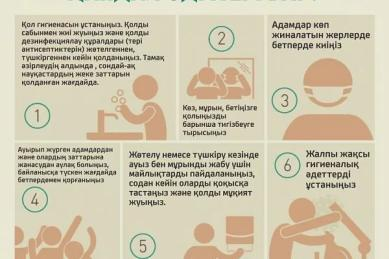 Қол гигиенасын ұстаныңыз. Қолды
сабынмен жиі жуыңыз және қолды
дезинфекциялау құралдары (тері
антисептиктерін) жөтелгеннен,
түшкіргеннен кейін қолданыңыз. Тамақ
әзірлеудің алдында , сондай-ақ
науқастардың жеке заттарын
қолданған жағдайда.
1
2
Көз, мұрын, бетіңізге
қолыңызды
барынша тигізбеуге
тырысыңыз
Адамдар көп
жиналатын жерлерде
бетперде киіңіз
3
Ауырып жүрген адамдардан
және олардың заттарына
жанасудан аулақ болыңыз,
байланысқа түскен жағдайда
бетпердемен қорғаныңыз
4
Жөтелу немесе түшкіру кезінде
ауыз бен мұрынды жабу үшін
майлықтарды пайдаланыңыз,
содан кейін оларды қоқысқа
тастаңыз және қолды мұқият
жуыңыз.
5
6
Жалпы жақсы
гигиеналық
әдеттерді
ұстаныңыз